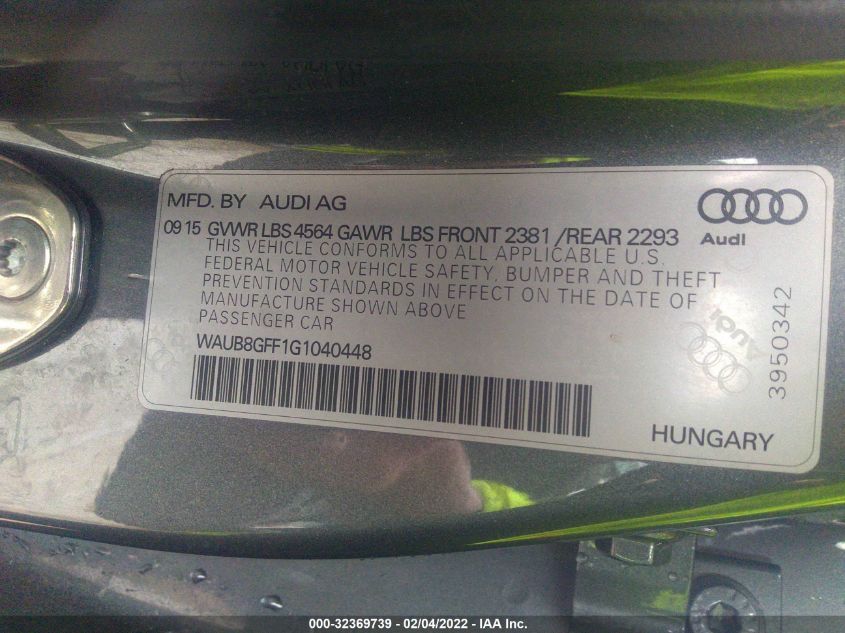 MFD. BY AUDI AG
09 15 GVWR LBS 4564 GAWR LBS FRONT 2381 /REAR 2293
THIS VEHICLE CONFORMS TO ALL APPLICABLE U.S.
FEDERAL MOTOR VEHICLE SAFETY, BUMPER AND THEFT
PREVENTION STANDARDS IN EFFECT ON THE DATE OF
MANUFACTURE SHOWN ABOVE
PASSENGER CAR
WAUB8GFF1G1040448
Audi
Audi
3950342
HUNGARY
000-32369739 - 02/04/2022 - IAA Inc.